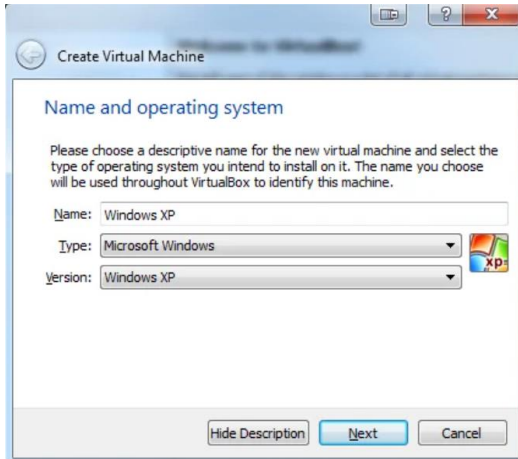 Create Virtual Machine
Name and operating system
Please choose a descriptive name for the new virtual machine and select the
type of operating system you intend to install on it. The name you choose
will be used throughout VirtualBox to identify this machine.
Name: Windows XP
Type: Microsoft Windows
xp
Version: Windows XP
Hide Description Next Cancel